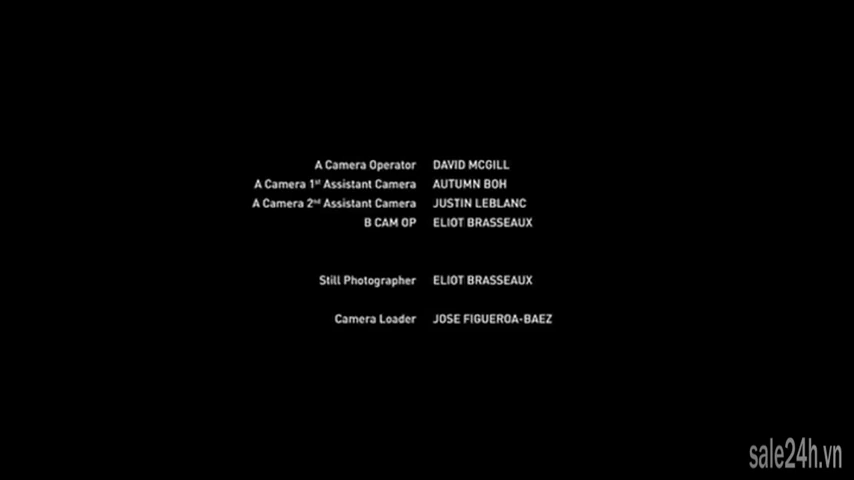 A Camera Operator DAVID MCGILL
A Camera 1st Assistant Camera AUTUMN BOH
A Camera 2nd Assistant Camera JUSTIN LEBLANC
B CAM OP ELIOT BRASSEAUX
Still Photographer ELIOT BRASSEAUX
Camera Loader JOSE FIGUEROA-BAEZ
sale24h.vn